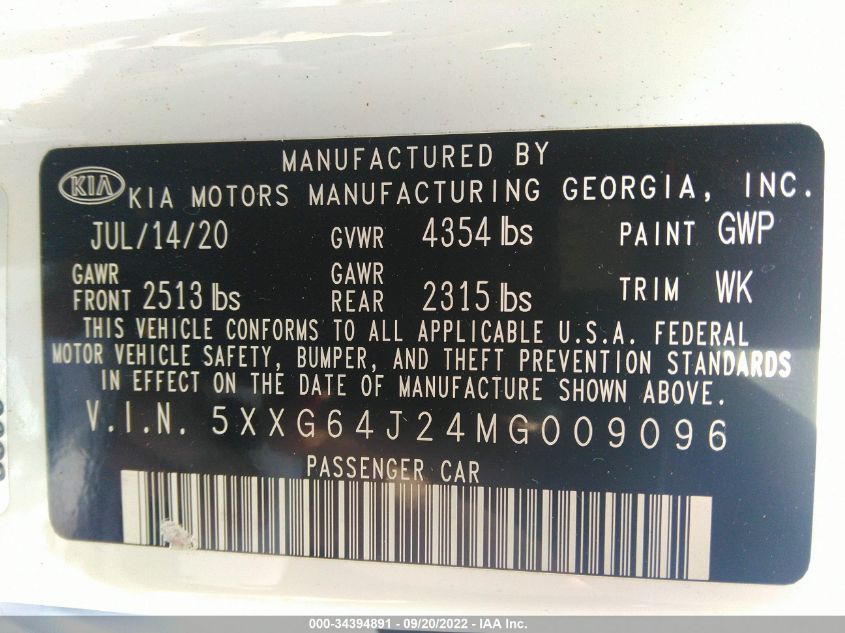 MANUFACTURED BY
KIA KIA MOTORS MANUFACTURING GEORGIA, INC.
JUL/14/20 GVWR 4354 lbs PAINT GWP
GAWR FRONT 2513 lbs GAWR REAR 2315 lbs TRIM WK
THIS VEHICLE CONFORMS TO ALL APPLICABLE U.S.A. FEDERAL
MOTOR VEHICLE SAFETY, BUMPER, AND THEFT PREVENTION STANDARDS
IN EFFECT ON THE DATE OF MANUFACTURE SHOWN ABOVE.
V.I.N. 5XXG64J24MG009096
PASSENGER CAR
000-34394891 - 09/20/2022 - IAA Inc.